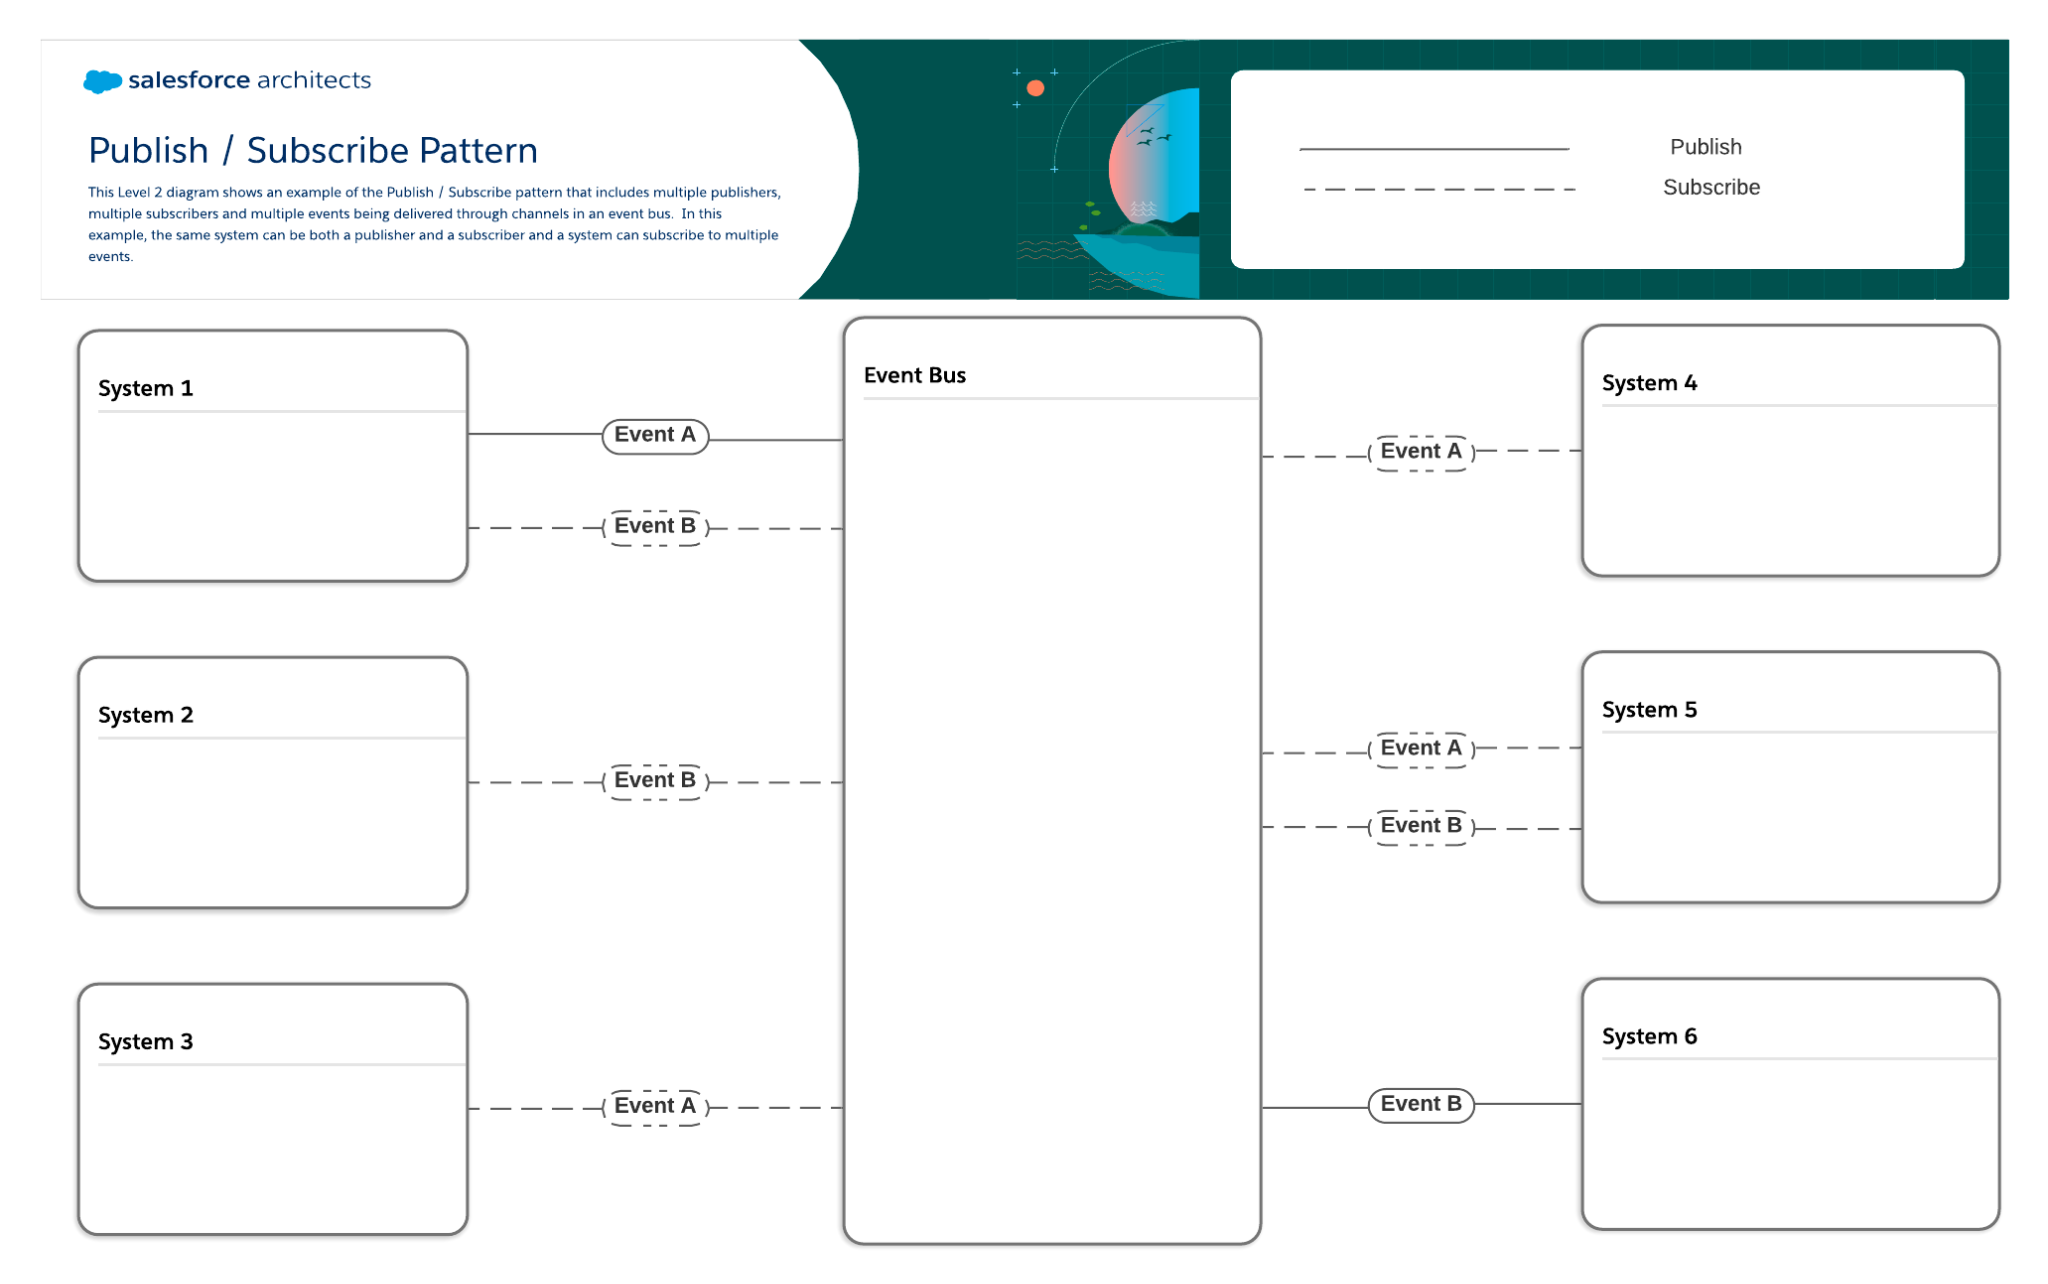 salesforce architects
Publish / Subscribe Pattern
This Level 2 diagram shows an example of the Publish / Subscribe pattern that includes multiple publishers,
multiple subscribers and multiple events being delivered through channels in an event bus.  In this
example, the same system can be both a publisher and a subscriber and a system can subscribe to multiple
events.
Publish
Subscribe
System 1
Event A
Event B
System 2
Event B
System 3
Event A
Event Bus
System 4
Event A
System 5
Event A
Event B
System 6
Event B